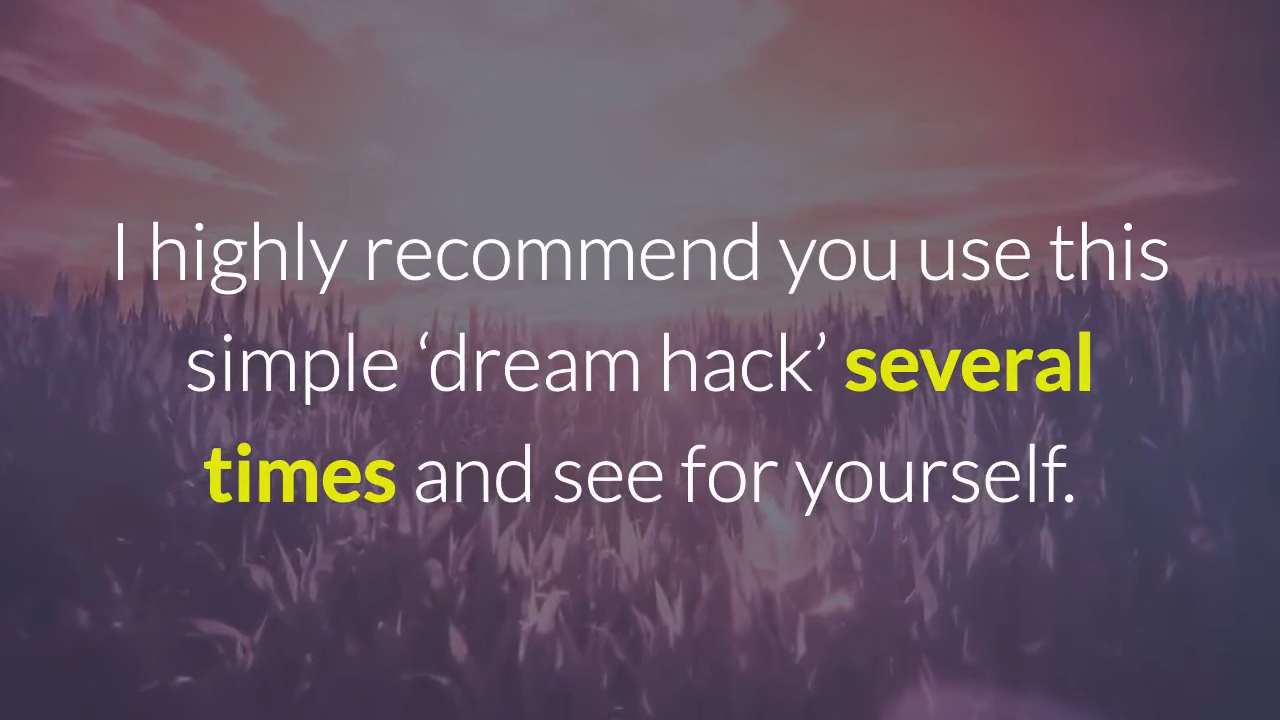 I highly recommend you use this
simple ‘dream hack’ several
times and see for yourself.